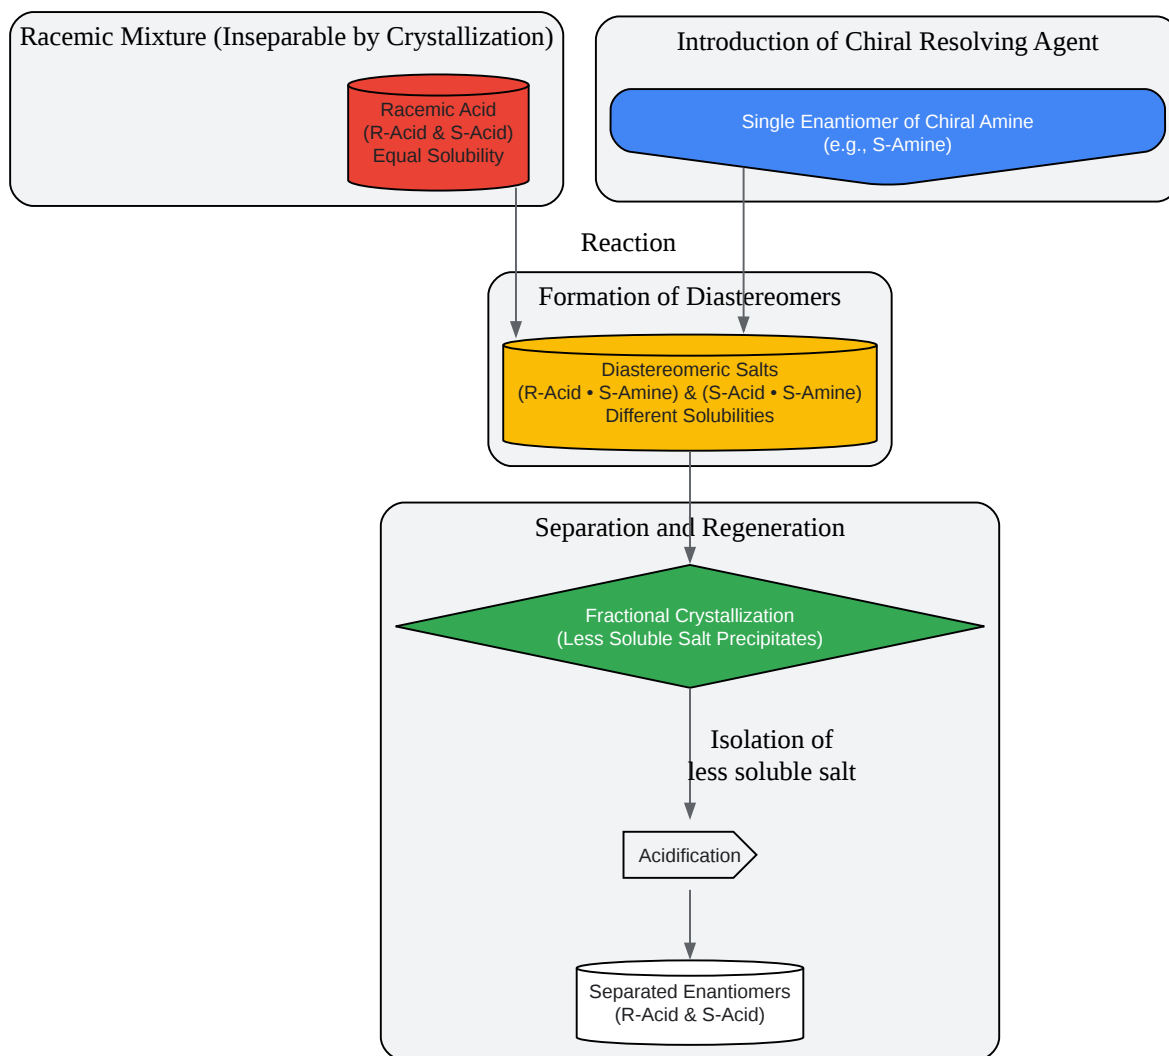 Racemic Mixture (Inseparable by Crystallization)
Racemic Acid
(R-Acid & S-Acid)
Equal Solubility
Introduction of Chiral Resolving Agent
Single Enantiomer of Chiral Amine
(e.g., S-Amine)
Reaction
Formation of Diastereomers
Diastereomeric Salts
(R-Acid • S-Amine) & (S-Acid • S-Amine)
Different Solubilities
Separation and Regeneration
Fractional Crystallization
(Less Soluble Salt Precipitates)
Isolation of
less soluble salt
Acidification
Separated Enantiomers
(R-Acid & S-Acid)